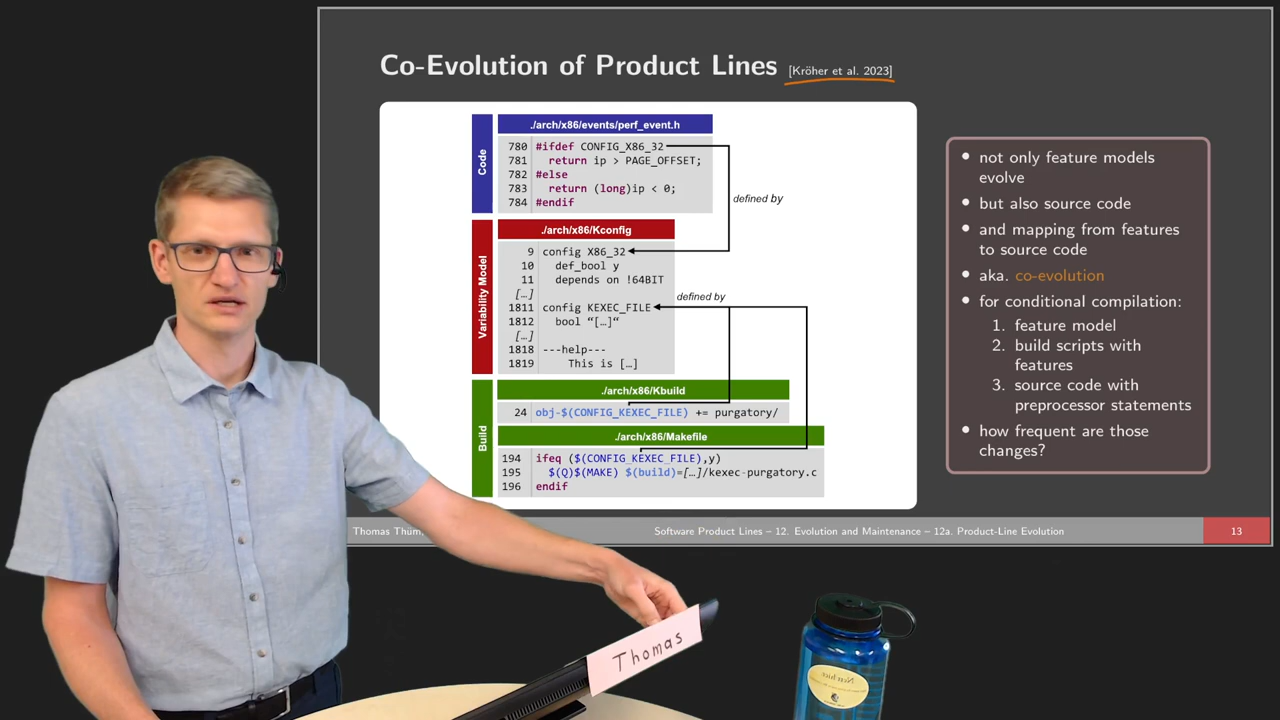 Co-Evolution of Product Lines [Kröher et al. 2023]
Code
./arch/x86/events/perf_event.h
780 #ifdef CONFIG_X86_32
781 return ip > PAGE_OFFSET;
782 #else
783 return (long)ip < 0;
784 #endif
defined by
Variability Model
./arch/x86/Kconfig
9 config X86_32
10 def_bool y
11 depends on !64BIT
[…]
1811 config KEXEC_FILE
1812 bool “[…]“
[…]
1818 ---help---
1819 This is […]
defined by
Build
./arch/x86/Kbuild
24 obj-$(CONFIG_KEXEC_FILE) += purgatory/
./arch/x86/Makefile
194 ifeq ($(CONFIG_KEXEC_FILE),y)
195 $(Q)$(MAKE) $(build)=[…]/kexec-purgatory.c
196 endif
• not only feature models
evolve
• but also source code
• and mapping from features
to source code
• aka. co-evolution
• for conditional compilation:
1. feature model
2. build scripts with
features
3. source code with
preprocessor statements
• how frequent are those
changes?
Thomas Thüm,
Software Product Lines – 12. Evolution and Maintenance – 12a. Product-Line Evolution
13
Thomas